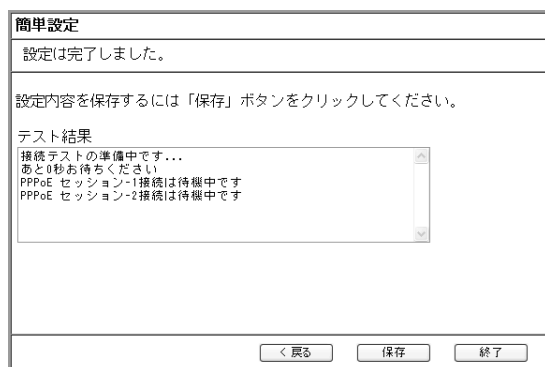 簡単設定
設定は完了しました。
設定内容を保存するには「保存」ボタンをクリックしてください。
テスト結果
接続テストの準備中です...
あと0秒お待ちください
PPPoE セッション-1接続は待機中です
PPPoE セッション-2接続は待機中です
< 戻る 保存 終了